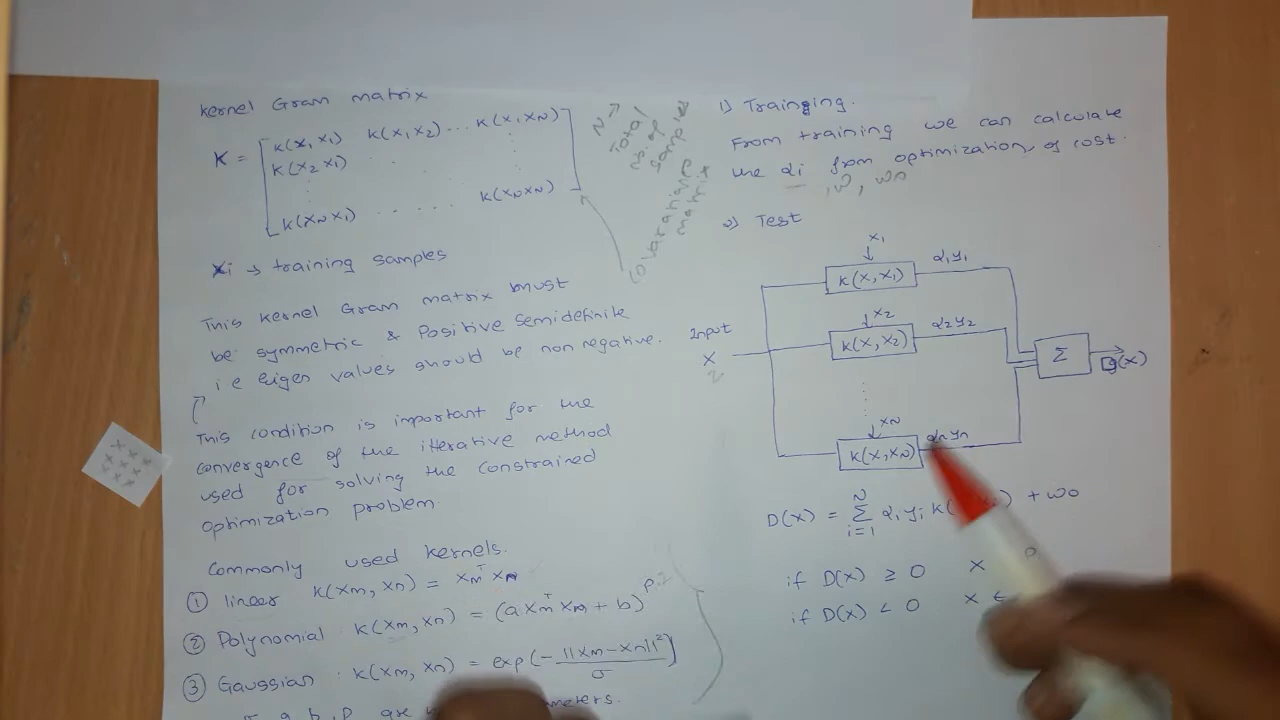 Kernel Gram matrix
K = [ K(x, x1) K(x1 x2) ... K(x1 xN)
K(x2 x1) . . .
K(xN x1) . . . . . K(xN xN) ]
N → Total no. of samples
Covariance matrix
xi → training samples
This kernel Gram matrix must
be symmetric & Positive semidefinite
i e Eigen values should be non negative.
This condition is important for the
convergence of the itterative method
used for solving the constrained
optimization problem.
Commonly used kernels.
① linear K(xm, xn) = xmᵀ xn
② Polynomial K(xm, xn) = (a xmᵀ xn + b)ᵖ
③ Gaussian : K(xm, xn) = exp(- ||xm - xn||² / σ)
σ a, b, P are
1) Trainging.
From training we can calculate
the αi from optimization, of cost.
, w, w0
2) Test
Input
X
x1
K(x, x1)
α1y1
x2
K(x, x2)
α2y2
xN
K(x, xN)
αnyn
Σ
D(x)
D(x) = N Σ i=1 αi yi K( ) + w0
if D(x) ≥ 0 x
if D(x) < 0 x ∈